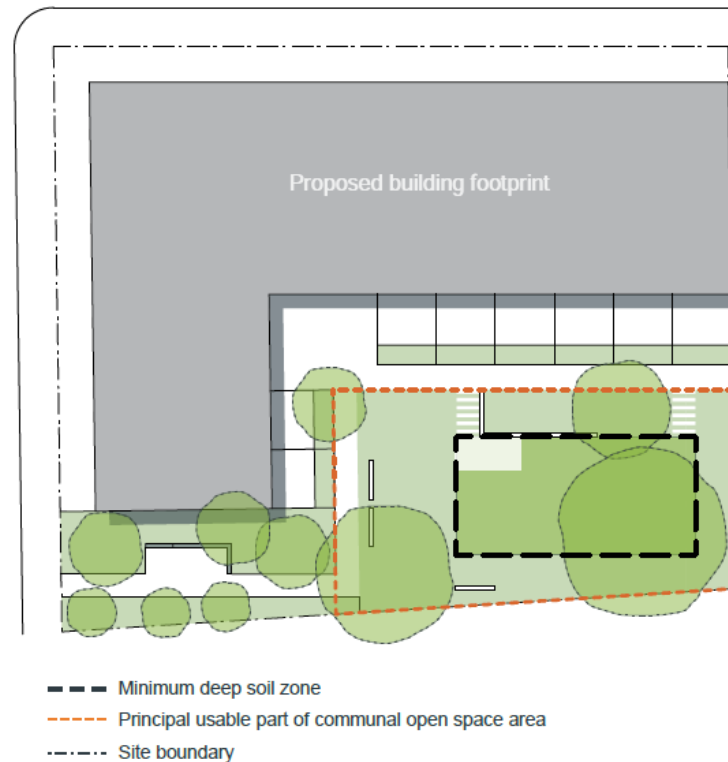 Proposed building footprint
Minimum deep soil zone
Principal usable part of communal open space area
Site boundary